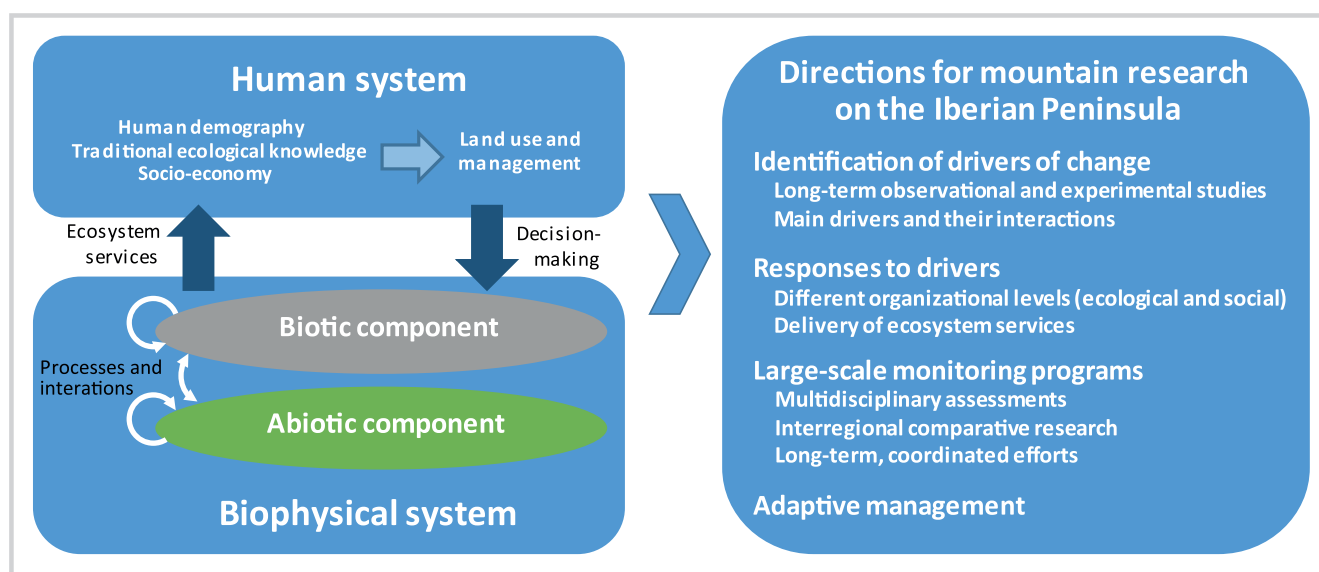 Human system
Human demography
Traditional ecological knowledge
Socio-economy
Land use and
management
Ecosystem
services
Decision-
making
Biotic component
Processes and
interations
Abiotic component
Biophysical system
Directions for mountain research
on the Iberian Peninsula
Identification of drivers of change
Long-term observational and experimental studies
Main drivers and their interactions
Responses to drivers
Different organizational levels (ecological and social)
Delivery of ecosystem services
Large-scale monitoring programs
Multidisciplinary assessments
Interregional comparative research
Long-term, coordinated efforts
Adaptive management